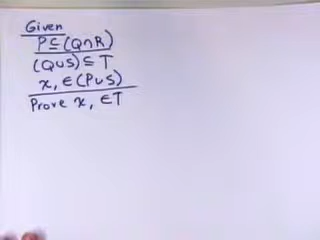 Given
P⊆(Q∩R)
(Q∪S)⊆T
x, ∈(P∪S)
Prove x, ∈T